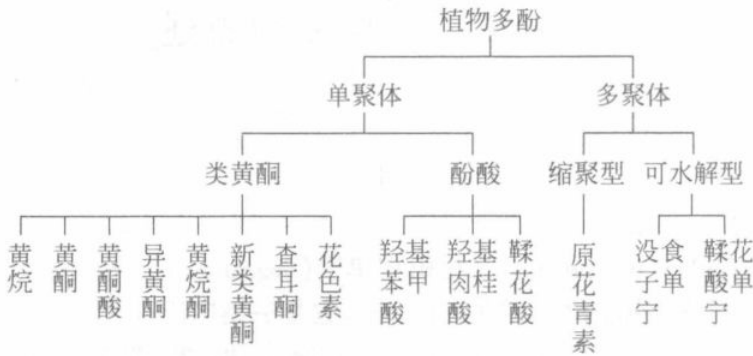 植物多酚
单聚体
多聚体
类黄酮
酚酸
缩聚型
可水解型
黄烷
黄酮
黄酮酸
异黄酮
黄烷酮
新类黄酮
查耳酮
花色素
羟基苯甲酸
羟基肉桂酸
鞣花酸
原花青素
没食子单宁
鞣花酸单宁